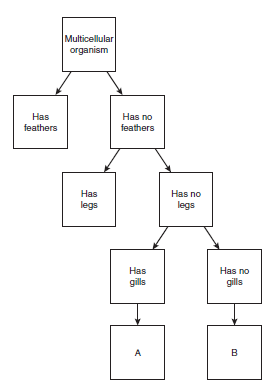 Multicellular
organism
Has
feathers
Has no
feathers
Has
legs
Has no
legs
Has
gills
Has no
gills
A
B